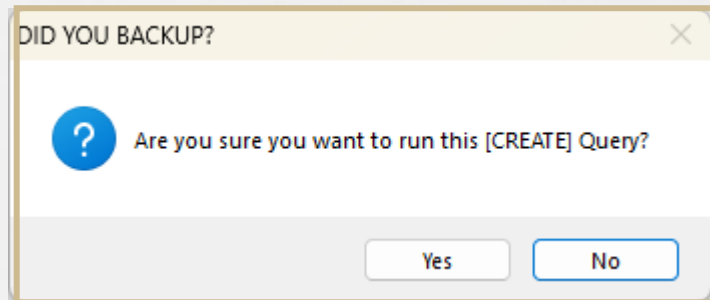 DID YOU BACKUP?
Are you sure you want to run this [CREATE] Query?
Yes No